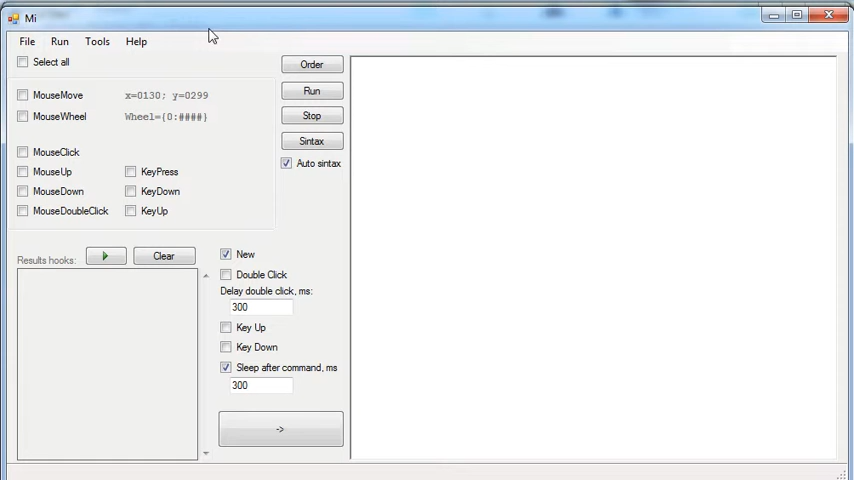 Mi
File Run Tools Help
Select all
Order
MouseMove x=0130; y=0299
Run
MouseWheel Wheel={0:####}
Stop
Sintax
MouseClick
Auto sintax
MouseUp KeyPress
MouseDown KeyDown
MouseDoubleClick KeyUp
Results hooks: Clear
New
Double Click
Delay double click, ms:
300
Key Up
Key Down
Sleep after command, ms
300
->